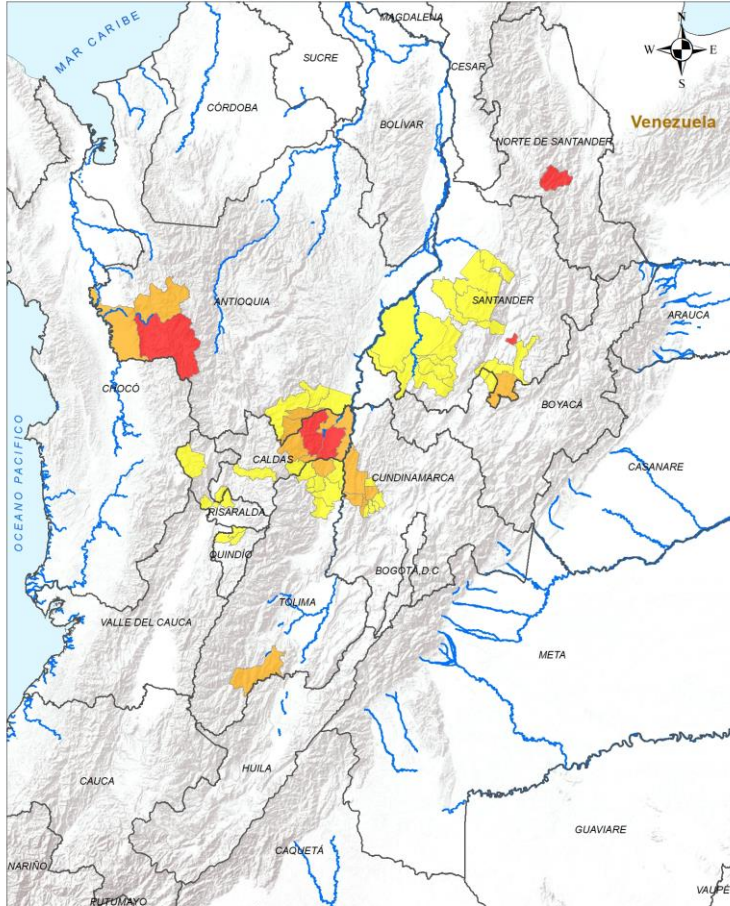 MAGDALENA
N
MAR CARIBE
SUCRE
CESAR
W
E
S
CÓRDOBA
BOLÍVAR
Venezuela
NORTE DE SANTANDER
ANTIOQUIA
SANTANDER
ARAUCA
CHOCÓ
BOYACÁ
OCEANO PACIFICO
CALDAS
CUNDINAMARCA
CASANARE
RISARALDA
QUINDÍO
BOGOTÁ,D.C
TOLIMA
VALLE DEL CAUCA
META
HUILA
CAUCA
GUAVIARE
CAQUETÁ
NARIÑO
PUTUMAYO
VAUPÉ